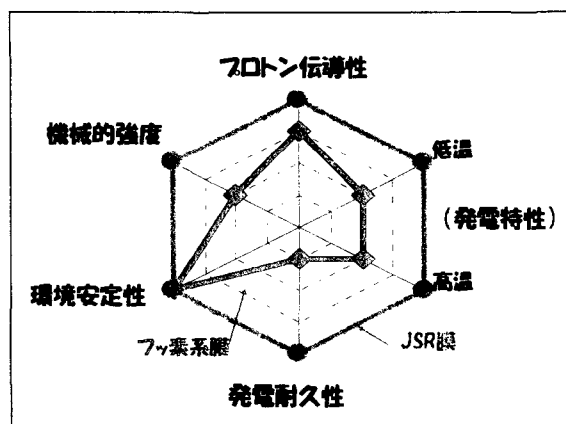 プロトン伝導性
機械的強度
低温
(発電特性)
高温
環境安定性
フッ素系膜
JSR膜
発電耐久性